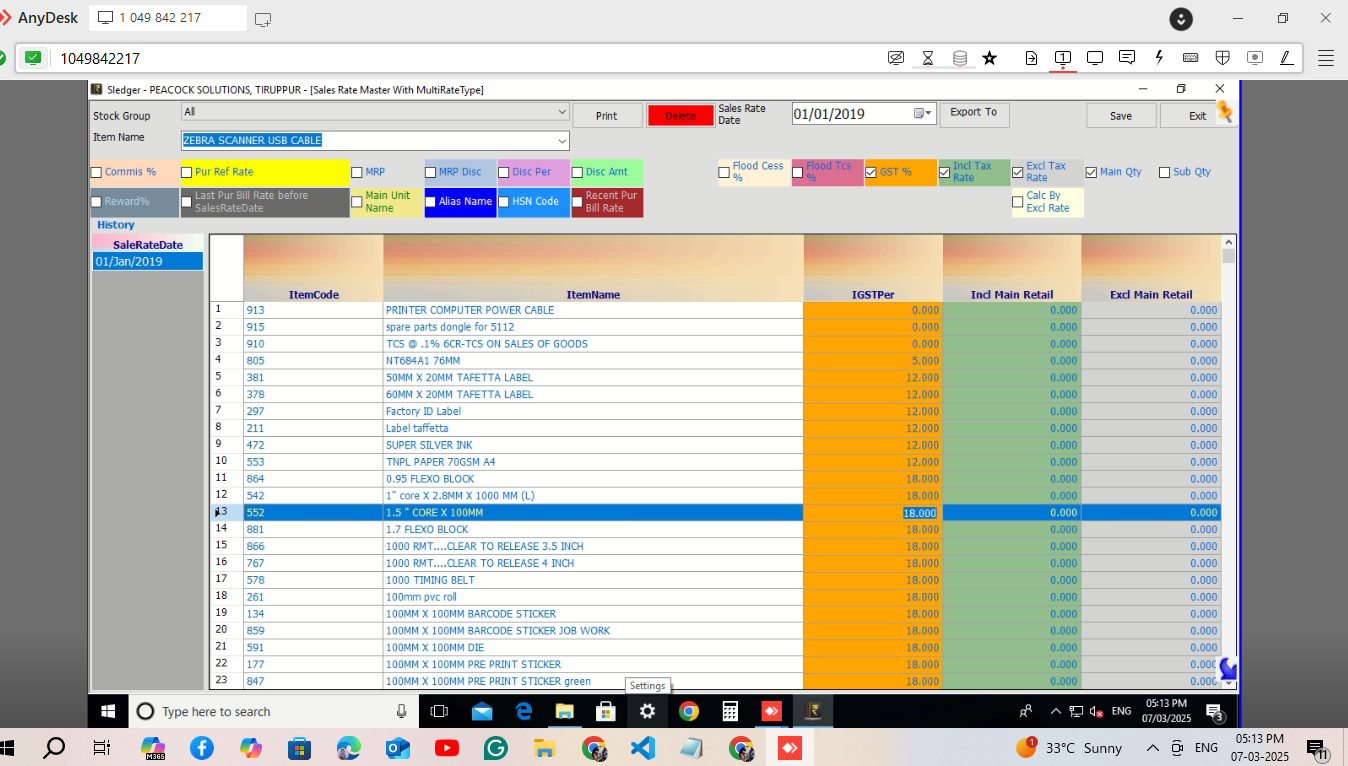 AnyDesk 1 049 842 217
1049842217
Sledger - PEACOCK SOLUTIONS, TIRUPPUR - [Sales Rate Master With MultiRateType]
Stock Group All Print Delete Sales Rate Date 01/01/2019 Export To Save Exit
Item Name ZEBRA SCANNER USB CABLE
Commis % Pur Ref Rate MRP MRP Disc Disc Per Disc Amt Flood Cess % Flood Tcs % GST % Incl Tax Rate Excl Tax Rate Main Qty Sub Qty
Reward% Last Pur Bill Rate before SalesRateDate Main Unit Name Alias Name HSN Code Recent Pur Bill Rate Calc By Excl Rate
History
SaleRateDate
01/Jan/2019
ItemCode ItemName IGSTPer Incl Main Retail Excl Main Retail
1 913 PRINTER COMPUTER POWER CABLE 0.000 0.000 0.000
2 915 spare parts dongle for 5112 0.000 0.000 0.000
3 910 TCS @ .1% 6CR-TCS ON SALES OF GOODS 0.000 0.000 0.000
4 805 NT684A1 76MM 5.000 0.000 0.000
5 381 50MM X 20MM TAFETTA LABEL 12.000 0.000 0.000
6 378 60MM X 20MM TAFETTA LABEL 12.000 0.000 0.000
7 297 Factory ID Label 12.000 0.000 0.000
8 211 Label taffetta 12.000 0.000 0.000
9 472 SUPER SILVER INK 12.000 0.000 0.000
10 553 TNPL PAPER 70GSM A4 12.000 0.000 0.000
11 864 0.95 FLEXO BLOCK 18.000 0.000 0.000
12 542 1" core X 2.8MM X 1000 MM (L) 18.000 0.000 0.000
13 552 1.5 " CORE X 100MM 18.000 0.000 0.000
14 881 1.7 FLEXO BLOCK 18.000 0.000 0.000
15 866 1000 RMT....CLEAR TO RELEASE 3.5 INCH 18.000 0.000 0.000
16 767 1000 RMT....CLEAR TO RELEASE 4 INCH 18.000 0.000 0.000
17 578 1000 TIMING BELT 18.000 0.000 0.000
18 261 100mm pvc roll 18.000 0.000 0.000
19 134 100MM X 100MM BARCODE STICKER 18.000 0.000 0.000
20 859 100MM X 100MM BARCODE STICKER JOB WORK 18.000 0.000 0.000
21 591 100MM X 100MM DIE 18.000 0.000 0.000
22 177 100MM X 100MM PRE PRINT STICKER 18.000 0.000 0.000
23 847 100MM X 100MM PRE PRINT STICKER green 18.000 0.000 0.000
Settings
Type here to search ENG 05:13 PM
07/03/2025 3
M365 1 33°C Sunny ENG 05:13 PM
07-03-2025 11